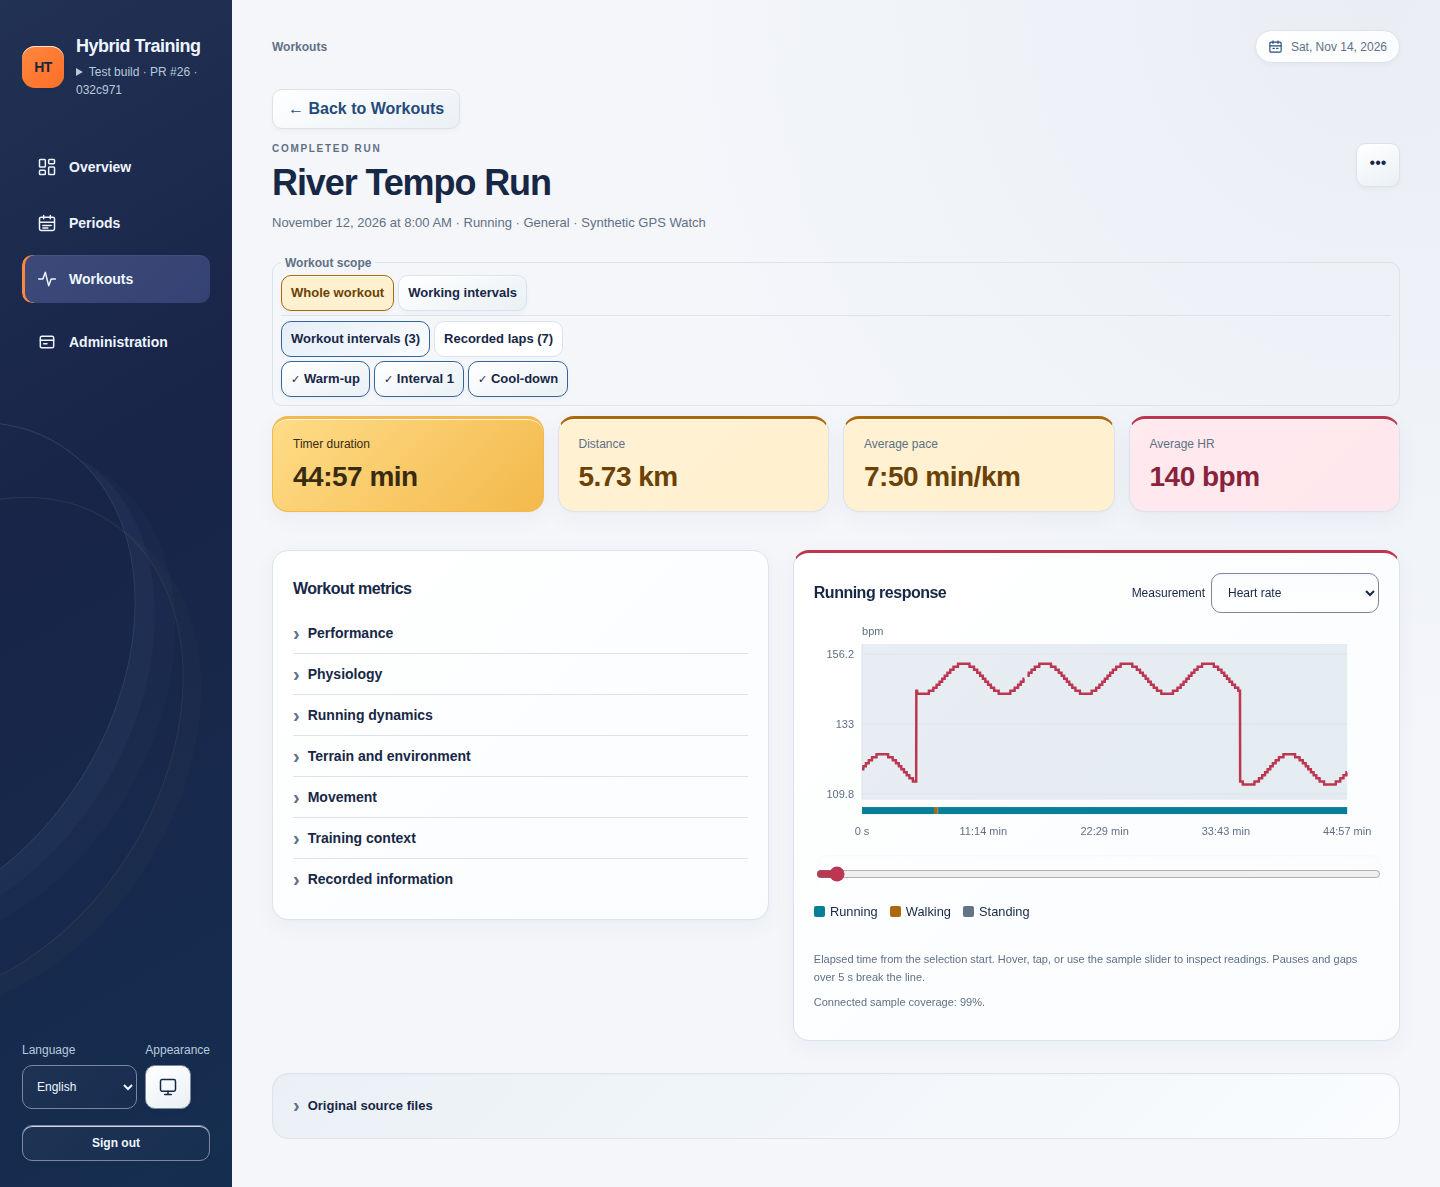 HT
Hybrid Training
▶ Test build · PR #26 ·
032c971
Overview
Periods
Workouts
Administration
Language
Appearance
English
Sign out
Workouts
Sat, Nov 14, 2026
← Back to Workouts
COMPLETED RUN
River Tempo Run
•••
November 12, 2026 at 8:00 AM · Running · General · Synthetic GPS Watch
Workout scope
Whole workout
Working intervals
Workout intervals (3)
Recorded laps (7)
✓ Warm-up
✓ Interval 1
✓ Cool-down
Timer duration
44:57 min
Distance
5.73 km
Average pace
7:50 min/km
Average HR
140 bpm
Workout metrics
› Performance
› Physiology
› Running dynamics
› Terrain and environment
› Movement
› Training context
› Recorded information
Running response
Measurement
Heart rate
bpm
156.2
133
109.8
0 s
11:14 min
22:29 min
33:43 min
44:57 min
Running
Walking
Standing
Elapsed time from the selection start. Hover, tap, or use the sample slider to inspect readings. Pauses and gaps
over 5 s break the line.
Connected sample coverage: 99%.
› Original source files